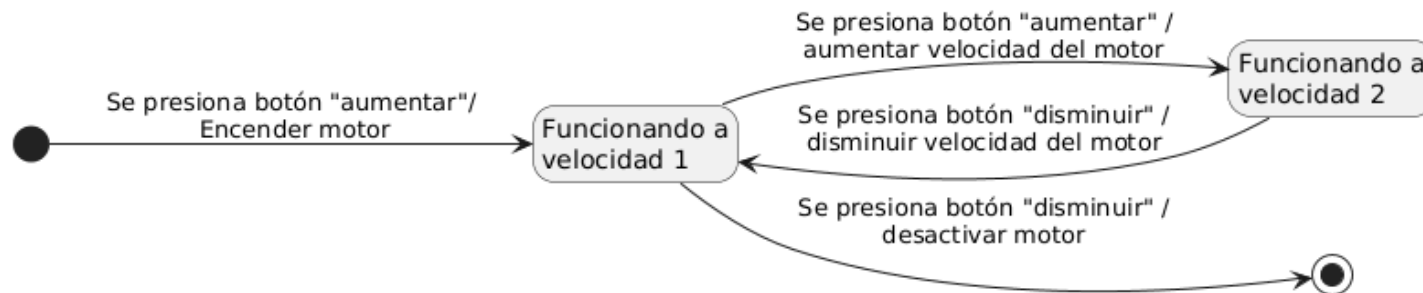 Se presiona botón "aumentar"/
Encender motor
Funcionando a
velocidad 1
Se presiona botón "aumentar" /
aumentar velocidad del motor
Se presiona botón "disminuir" /
disminuir velocidad del motor
Se presiona botón "disminuir" /
desactivar motor
Funcionando a
velocidad 2